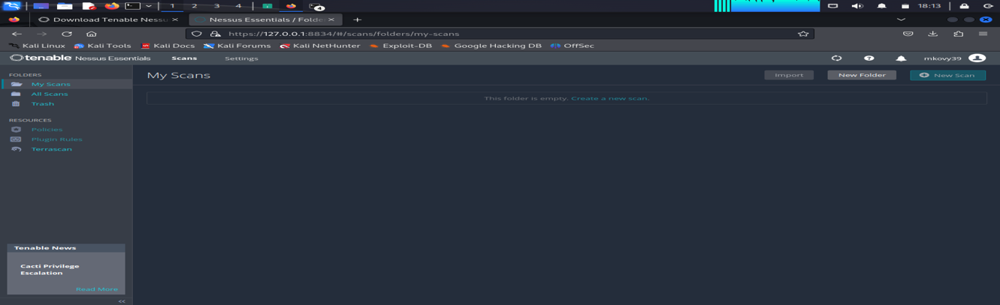 1 2 3 4 4 18:13
Download Tenable Nessu × Nessus Essentials / Folde × +
https://127.0.0.1:8834/#/scans/folders/my-scans
Kali Linux Kali Tools Kali Docs Kali Forums Kali NetHunter Exploit-DB Google Hacking DB OffSec
tenable Nessus Essentials Scans Settings mkovy39
FOLDERS
My Scans
All Scans
Trash
RESOURCES
Policies
Plugin Rules
Terrascan
Tenable News
Cacti Privilege
Escalation
Read More
<<
My Scans Import New Folder New Scan
This folder is empty. Create a new scan.